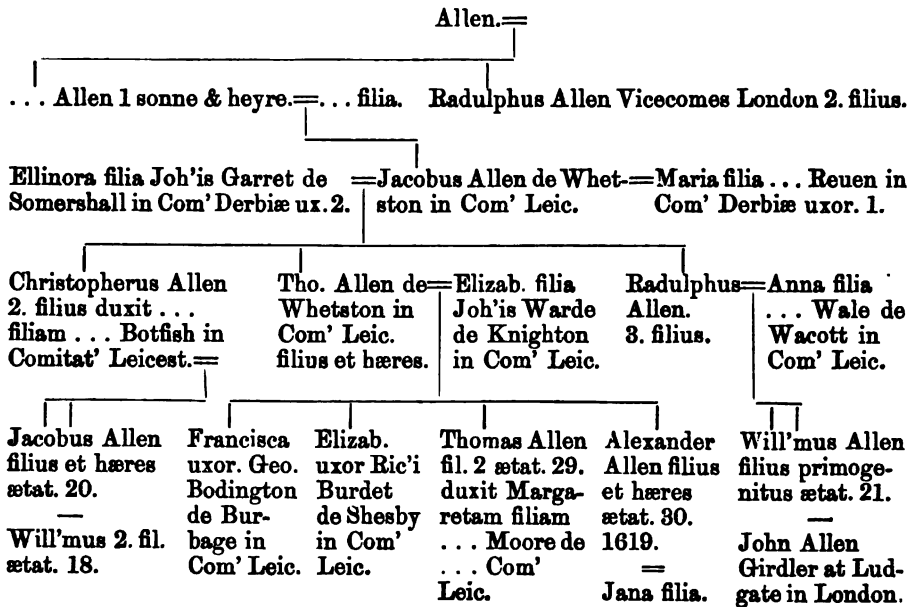 Allen.=
. . . Allen 1 sonne & heyre.=. . . filia.
Radulphus Allen Vicecomes London 2. filius.
Ellinora filia Joh'is Garret de
Somershall in Com' Derbiæ ux. 2.
=Jacobus Allen de Whet-
ston in Com' Leic.
=Maria filia . . . Reuen in
Com' Derbiæ uxor. 1.
Christopherus Allen
2. filius duxit . . .
filiam . . . Botfish in
Comitat' Leicest.=
Tho. Allen de
Whetston in
Com' Leic.
filius et hæres.
=Elizab. filia
Joh'is Warde
de Knighton
in Com' Leic.
Radulphus
Allen.
3. filius.
=Anna filia
. . . Wale de
Wacott in
Com' Leic.
Jacobus Allen
filius et hæres
ætat. 20.
—
Will'mus 2. fil.
ætat. 18.
Francisca
uxor. Geo.
Bodington
de Bur-
bage in
Com' Leic.
Elizab.
uxor Ric'i
Burdet
de Shesby
in Com'
Leic.
Thomas Allen
fil. 2 ætat. 29.
duxit Marga-
retam filiam
. . . Moore de
. . . Com'
Leic.
Alexander
Allen filius
et hæres
ætat. 30.
1619.
=
Jana filia.
Will'mus Allen
filius primoge-
nitus ætat. 21.
—
John Allen
Girdler at Lud-
gate in London.